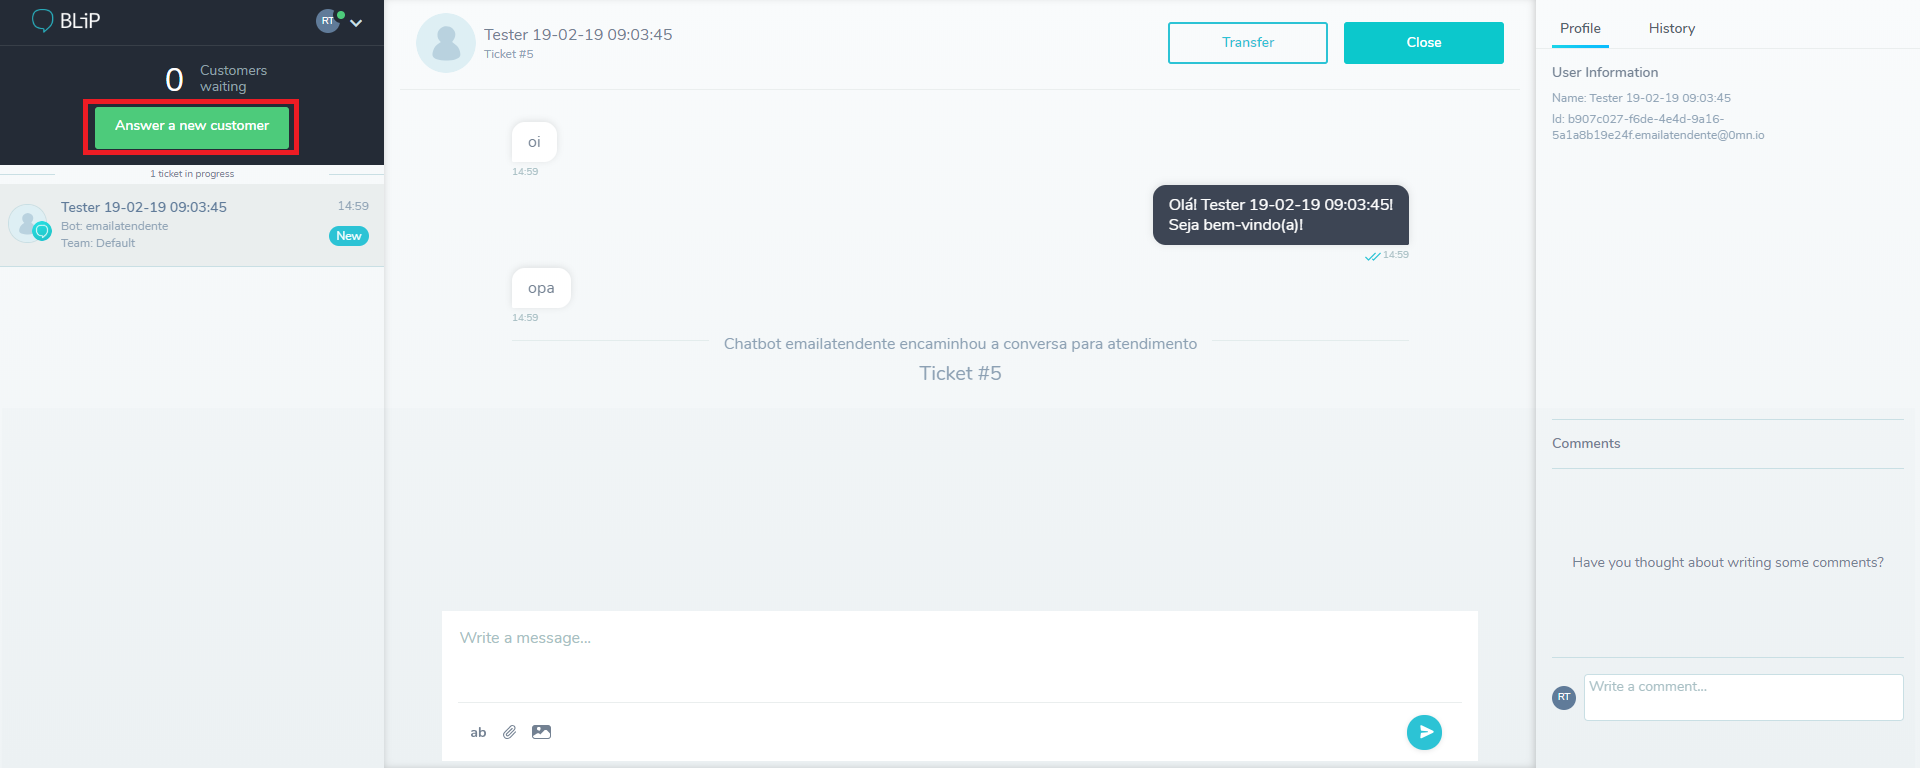 BLiP
RT
0
Customers
waiting
Answer a new customer
1 ticket in progress
Tester 19-02-19 09:03:45
14:59
Bot: emailatendente
Team: Default
New
Tester 19-02-19 09:03:45
Ticket #5
Transfer
Close
oi
14:59
Olá! Tester 19-02-19 09:03:45!
Seja bem-vindo(a)!
14:59
opa
14:59
Chatbot emailatendente encaminhou a conversa para atendimento
Ticket #5
Write a message...
ab
Profile
History
User Information
Name: Tester 19-02-19 09:03:45
Id: b907c027-f6de-4e4d-9a16-
5a1a8b19e24f.emailatendente@0mn.io
Comments
Have you thought about writing some comments?
RT
Write a comment...